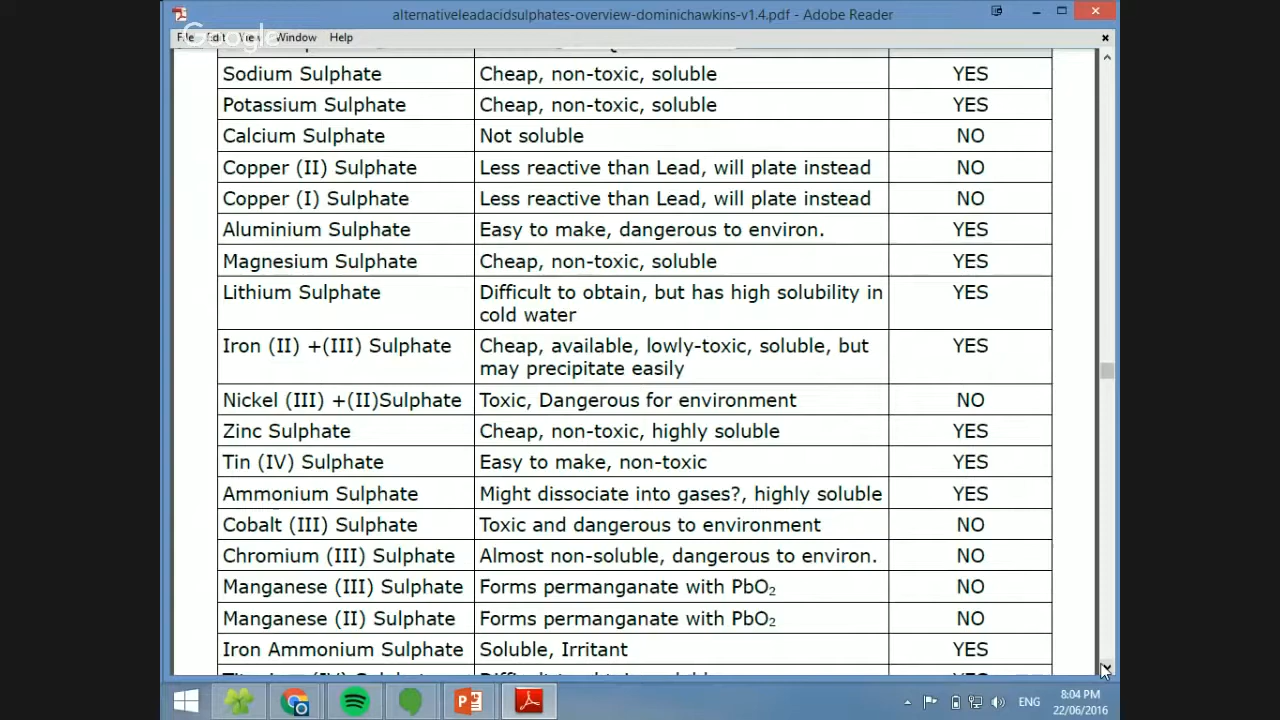 alternativeleadacidsulphates-overview-dominichawkins-v1.4.pdf - Adobe Reader
File Edit View Window Help
Google
Sodium Sulphate Cheap, non-toxic, soluble YES
Potassium Sulphate Cheap, non-toxic, soluble YES
Calcium Sulphate Not soluble NO
Copper (II) Sulphate Less reactive than Lead, will plate instead NO
Copper (I) Sulphate Less reactive than Lead, will plate instead NO
Aluminium Sulphate Easy to make, dangerous to environ. YES
Magnesium Sulphate Cheap, non-toxic, soluble YES
Lithium Sulphate Difficult to obtain, but has high solubility in YES
cold water
Iron (II) +(III) Sulphate Cheap, available, lowly-toxic, soluble, but YES
may precipitate easily
Nickel (III) +(II)Sulphate Toxic, Dangerous for environment NO
Zinc Sulphate Cheap, non-toxic, highly soluble YES
Tin (IV) Sulphate Easy to make, non-toxic YES
Ammonium Sulphate Might dissociate into gases?, highly soluble YES
Cobalt (III) Sulphate Toxic and dangerous to environment NO
Chromium (III) Sulphate Almost non-soluble, dangerous to environ. NO
Manganese (III) Sulphate Forms permanganate with PbO₂ NO
Manganese (II) Sulphate Forms permanganate with PbO₂ NO
Iron Ammonium Sulphate Soluble, Irritant YES
ENG
8:04 PM
22/06/2016